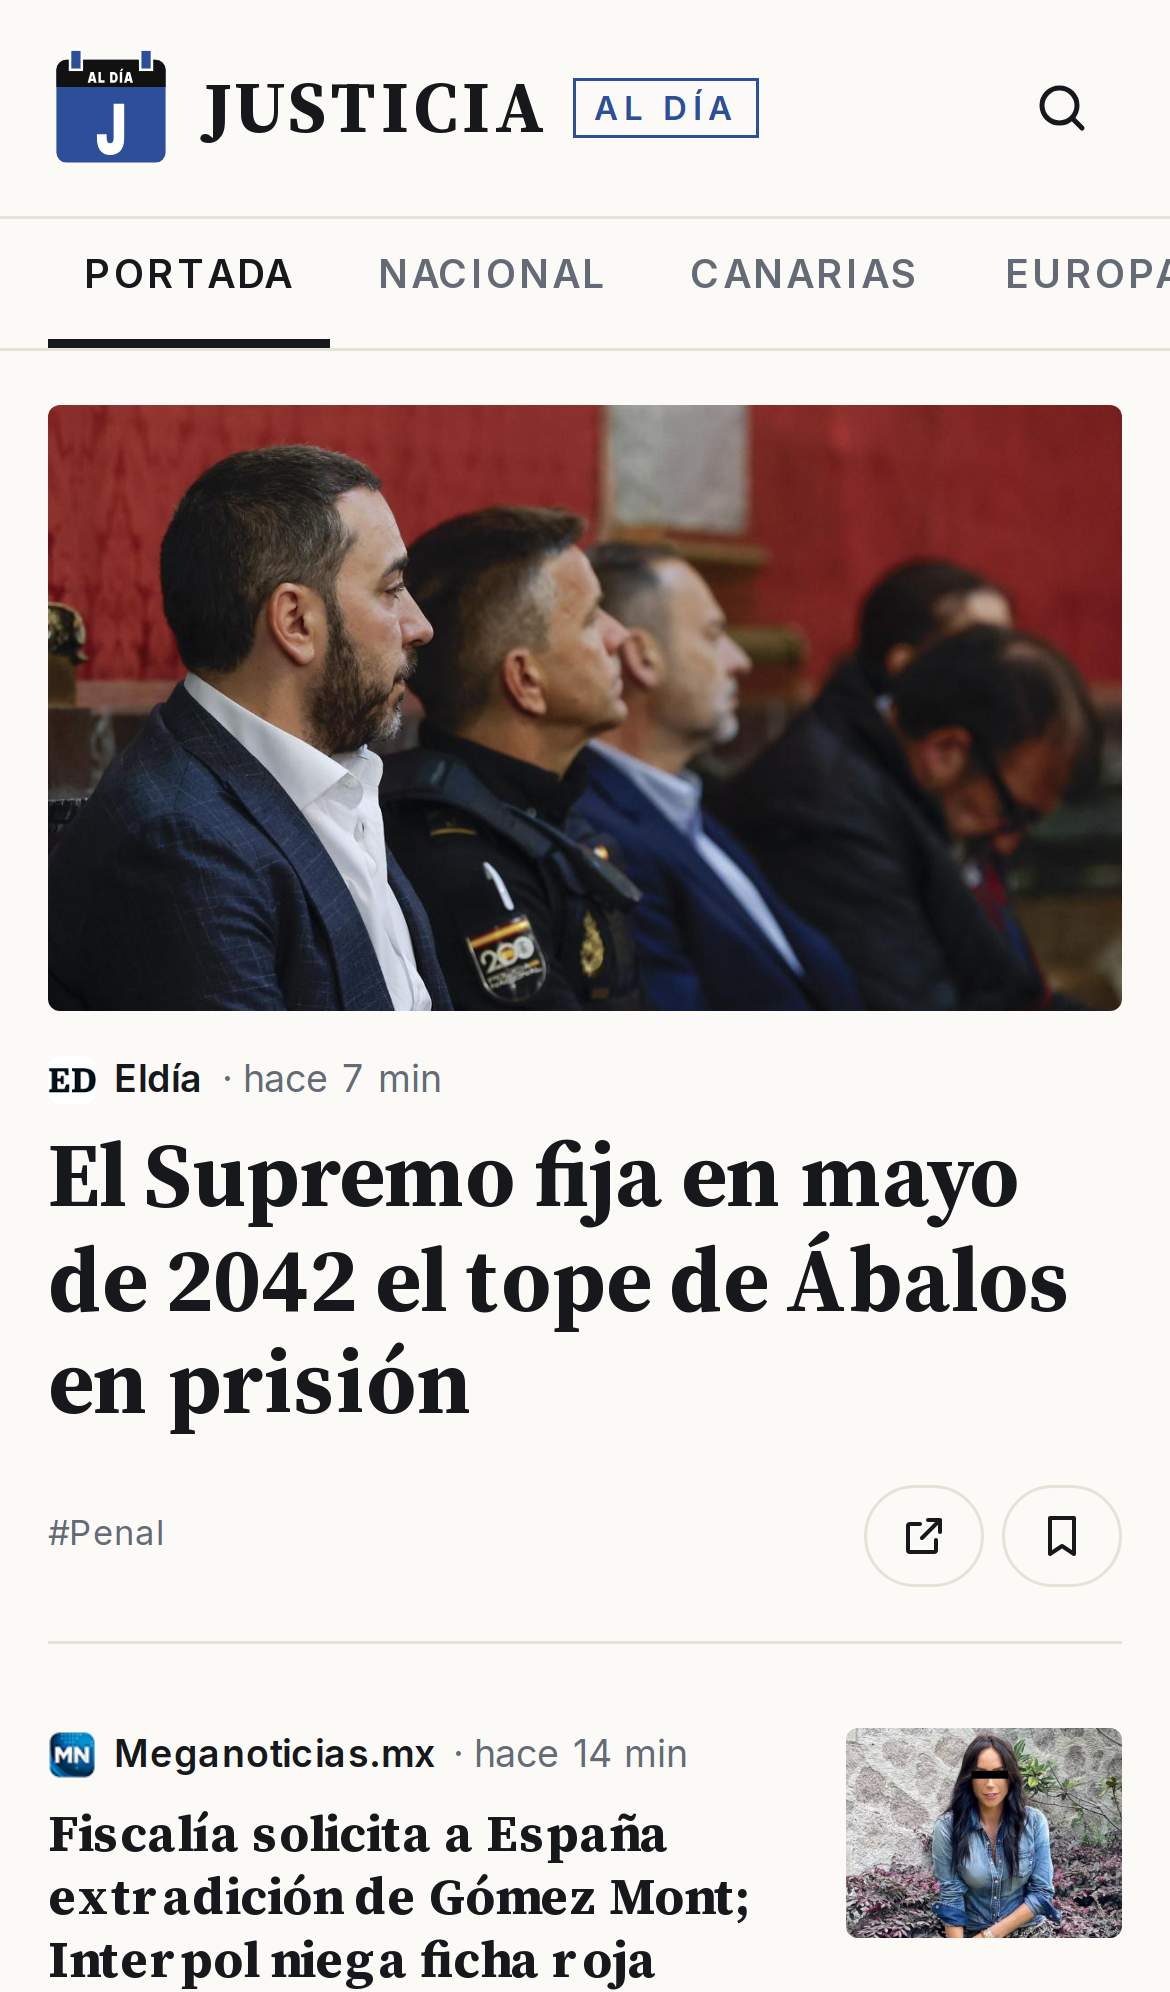 AL DÍA
J
JUSTICIA AL DÍA
PORTADA NACIONAL CANARIAS EUROPA
200
ED Eldía · hace 7 min
El Supremo fija en mayo
de 2042 el tope de Ábalos
en prisión
#Penal
MN Meganoticias.mx · hace 14 min
Fiscalía solicita a España
extradición de Gómez Mont;
Interpol niega ficha roja